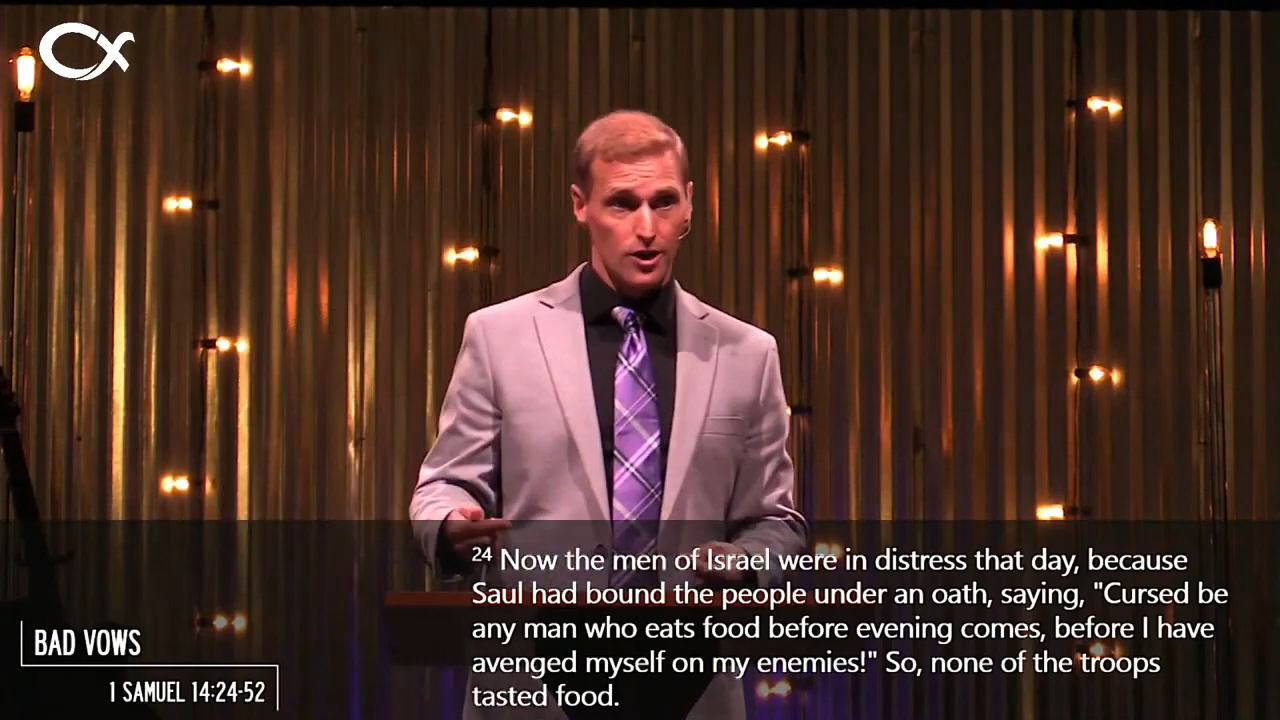 CX
²⁴ Now the men of Israel were in distress that day, because
Saul had bound the people under an oath, saying, "Cursed be
any man who eats food before evening comes, before I have
avenged myself on my enemies!" So, none of the troops
tasted food.
BAD VOWS
1 SAMUEL 14:24-52